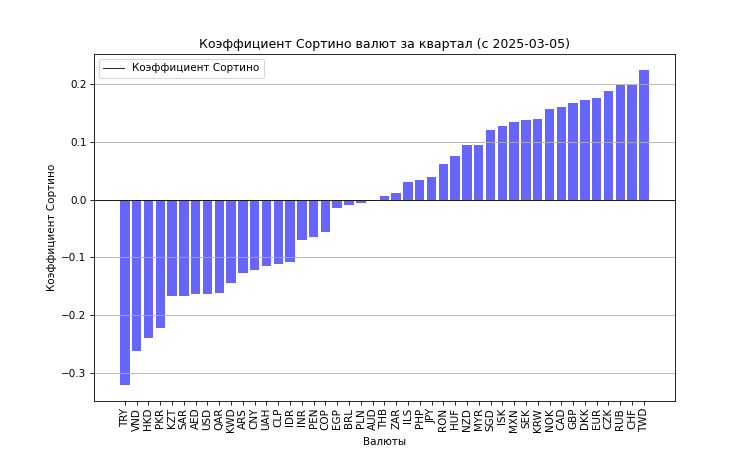 Коэффициент Сортино валют за квартал (с 2025-03-05)
Коэффициент Сортино
Коэффициент Сортино
0.2
0.1
0.0
−0.1
−0.2
−0.3
TRY
VND
HKD
PKR
KZT
SAR
AED
USD
QAR
KWD
ARS
CNY
UAH
CLP
IDR
INR
PEN
COP
EGP
BRL
PLN
AUD
THB
ZAR
ILS
PHP
JPY
RON
HUF
NZD
MYR
SGD
ISK
MXN
SEK
KRW
NOK
CAD
GBP
DKK
EUR
CZK
RUB
CHF
TWD
Валюты